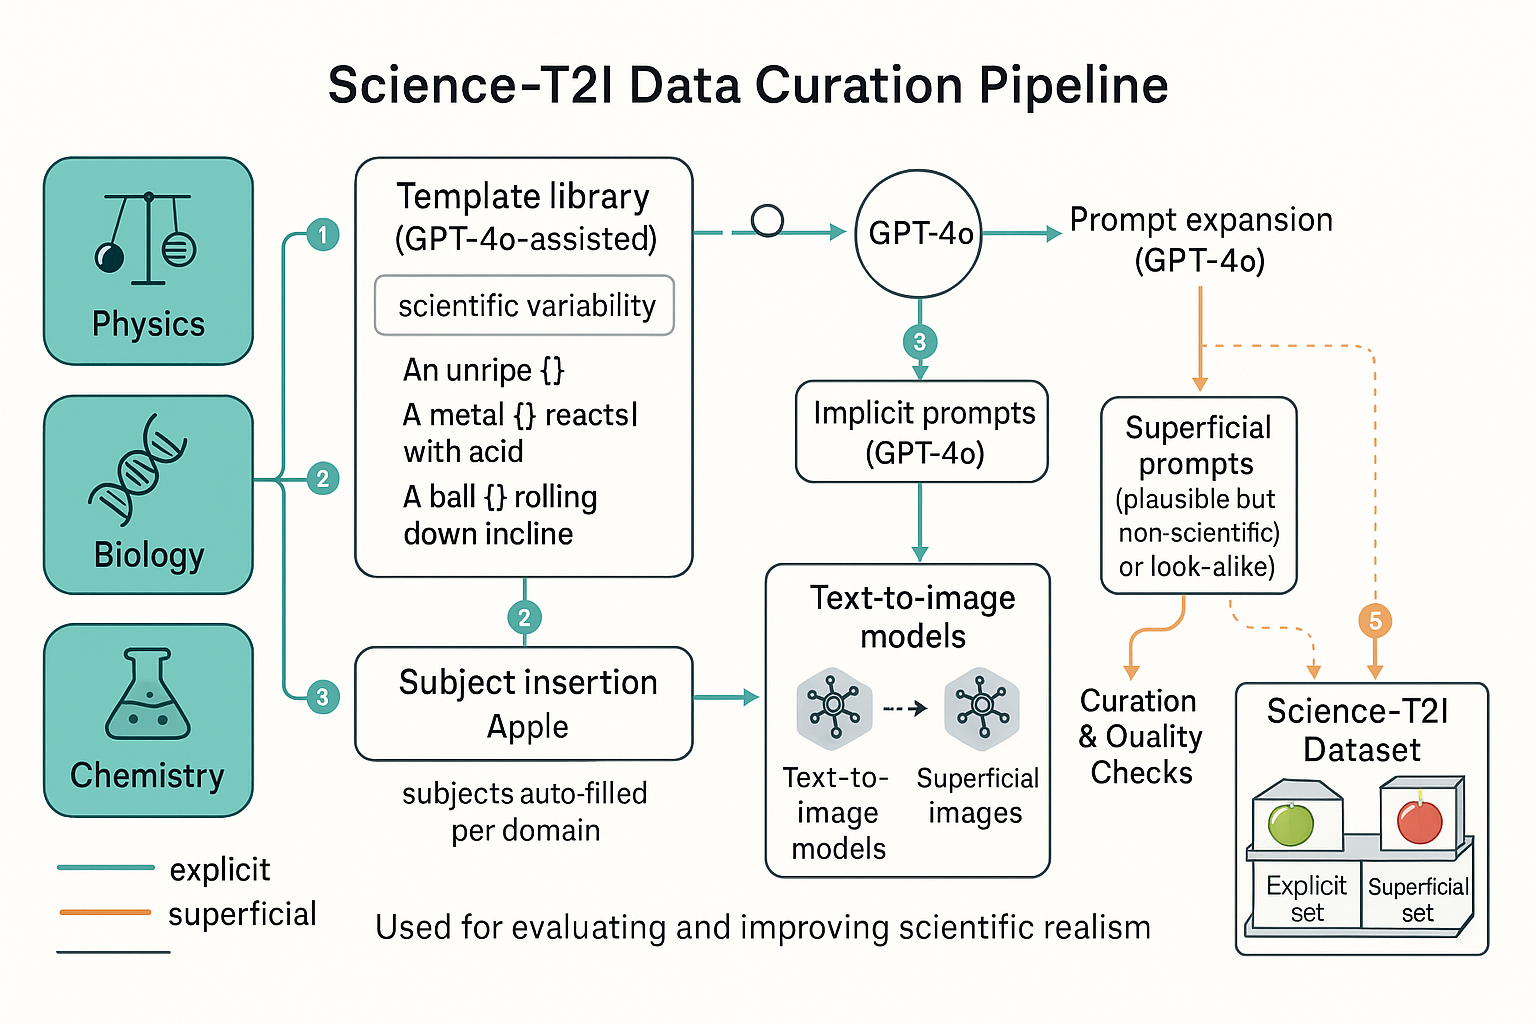 Science-T2I Data Curation Pipeline
Physics
Biology
Chemistry
1
2
3
Template library
(GPT-4o-assisted)
scientific variability
An unripe {}
A metal {} reacts|
with acid
A ball {} rolling
down incline
2
Subject insertion
Apple
subjects auto-filled
per domain
GPT-4o
3
Implicit prompts
(GPT-4o)
Text-to-image
models
Text-to-
image
models
Superficial
images
Prompt expansion
(GPT-4o)
Superficial
prompts
(plausible but
non-scientific)
or look-alike)
Curation
& Ouality
Checks
5
Science-T2I
Dataset
Explicit
set
Superficial
set
explicit
superficial
Used for evaluating and improving scientific realism